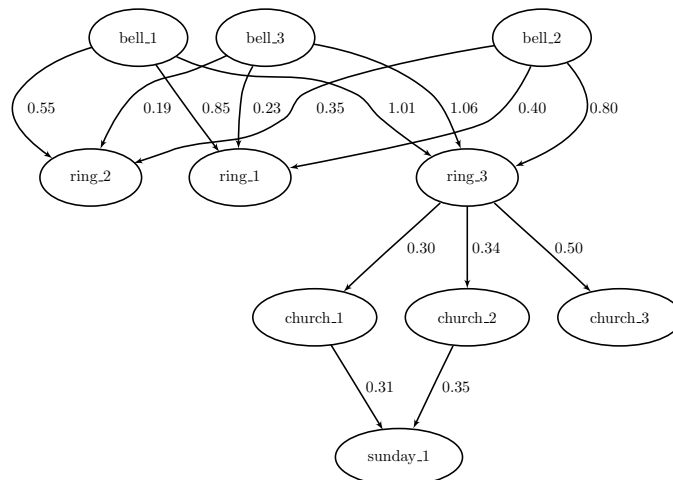 bell_1 bell_3 bell_2
0.55 0.19 0.85 0.23 0.35 1.01 1.06 0.40 0.80
ring_2 ring_1 ring_3
0.30 0.34 0.50
church_1 church_2 church_3
0.31 0.35
sunday_1